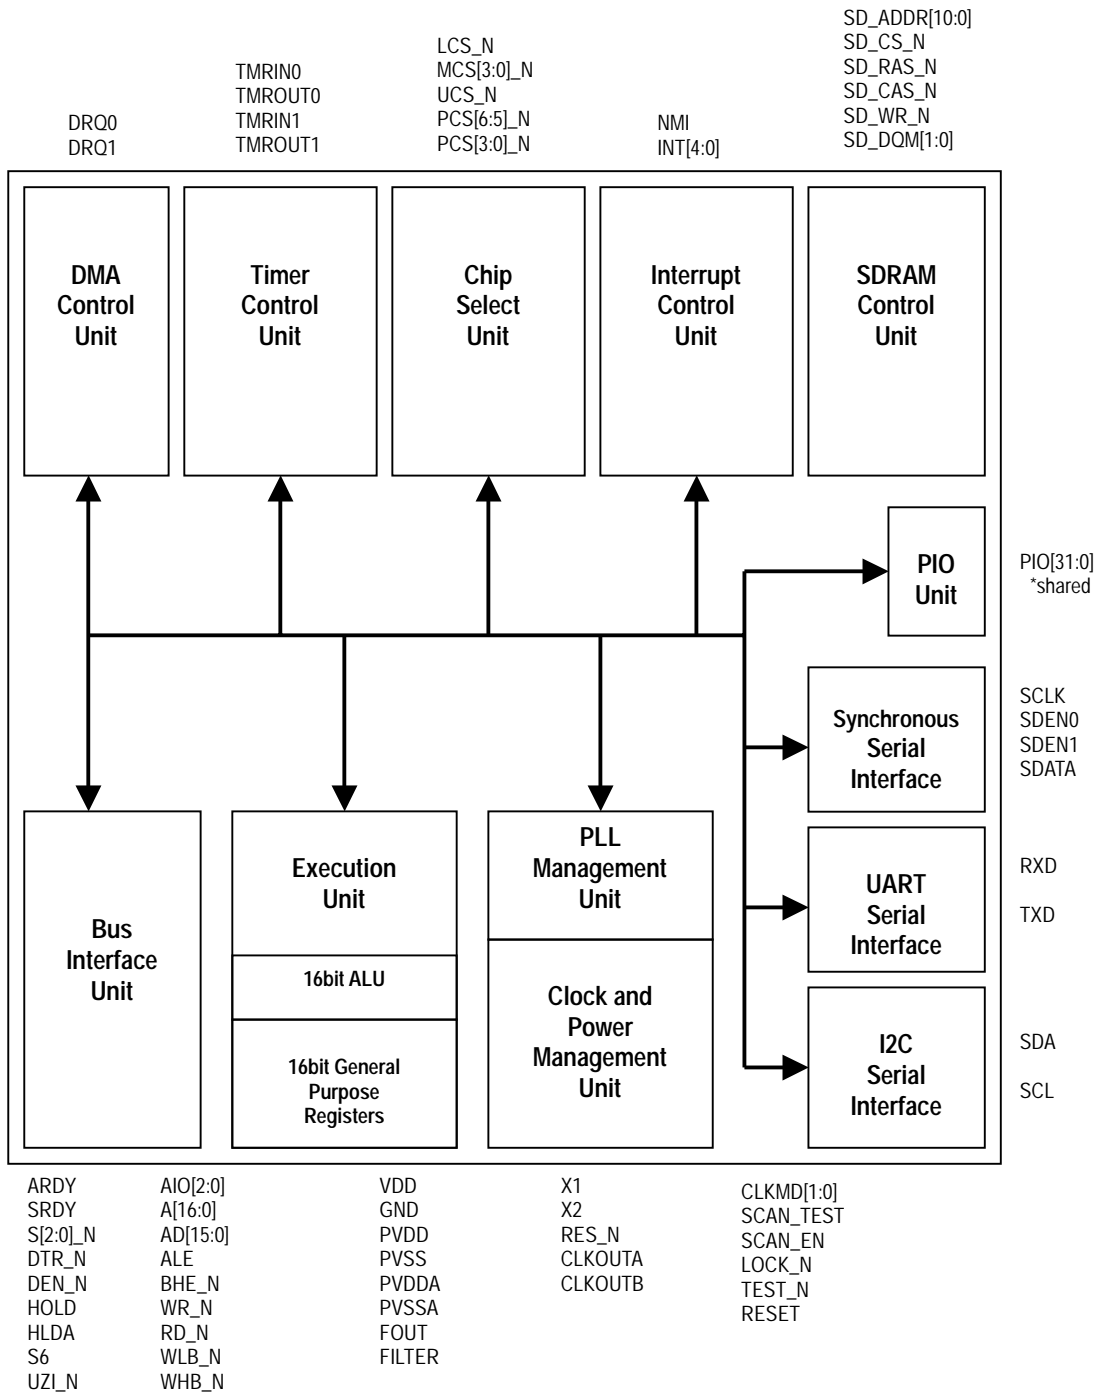 DRQ0
DRQ1
TMRIN0
TMROUT0
TMRIN1
TMROUT1
LCS_N
MCS[3:0]_N
UCS_N
PCS[6:5]_N
PCS[3:0]_N
NMI
INT[4:0]
SD_ADDR[10:0]
SD_CS_N
SD_RAS_N
SD_CAS_N
SD_WR_N
SD_DQM[1:0]
DMA
Control
Unit
Timer
Control
Unit
Chip
Select
Unit
Interrupt
Control
Unit
SDRAM
Control
Unit
PIO
Unit
PIO[31:0]
*shared
Synchronous
Serial
Interface
SCLK
SDEN0
SDEN1
SDATA
Bus
Interface
Unit
Execution
Unit
16bit ALU
16bit General
Purpose
Registers
PLL
Management
Unit
Clock and
Power
Management
Unit
UART
Serial
Interface
RXD
TXD
I2C
Serial
Interface
SDA
SCL
ARDY
SRDY
S[2:0]_N
DTR_N
DEN_N
HOLD
HLDA
S6
UZI_N
AIO[2:0]
A[16:0]
AD[15:0]
ALE
BHE_N
WR_N
RD_N
WLB_N
WHB_N
VDD
GND
PVDD
PVSS
PVDDA
PVSSA
FOUT
FILTER
X1
X2
RES_N
CLKOUTA
CLKOUTB
CLKMD[1:0]
SCAN_TEST
SCAN_EN
LOCK_N
TEST_N
RESET